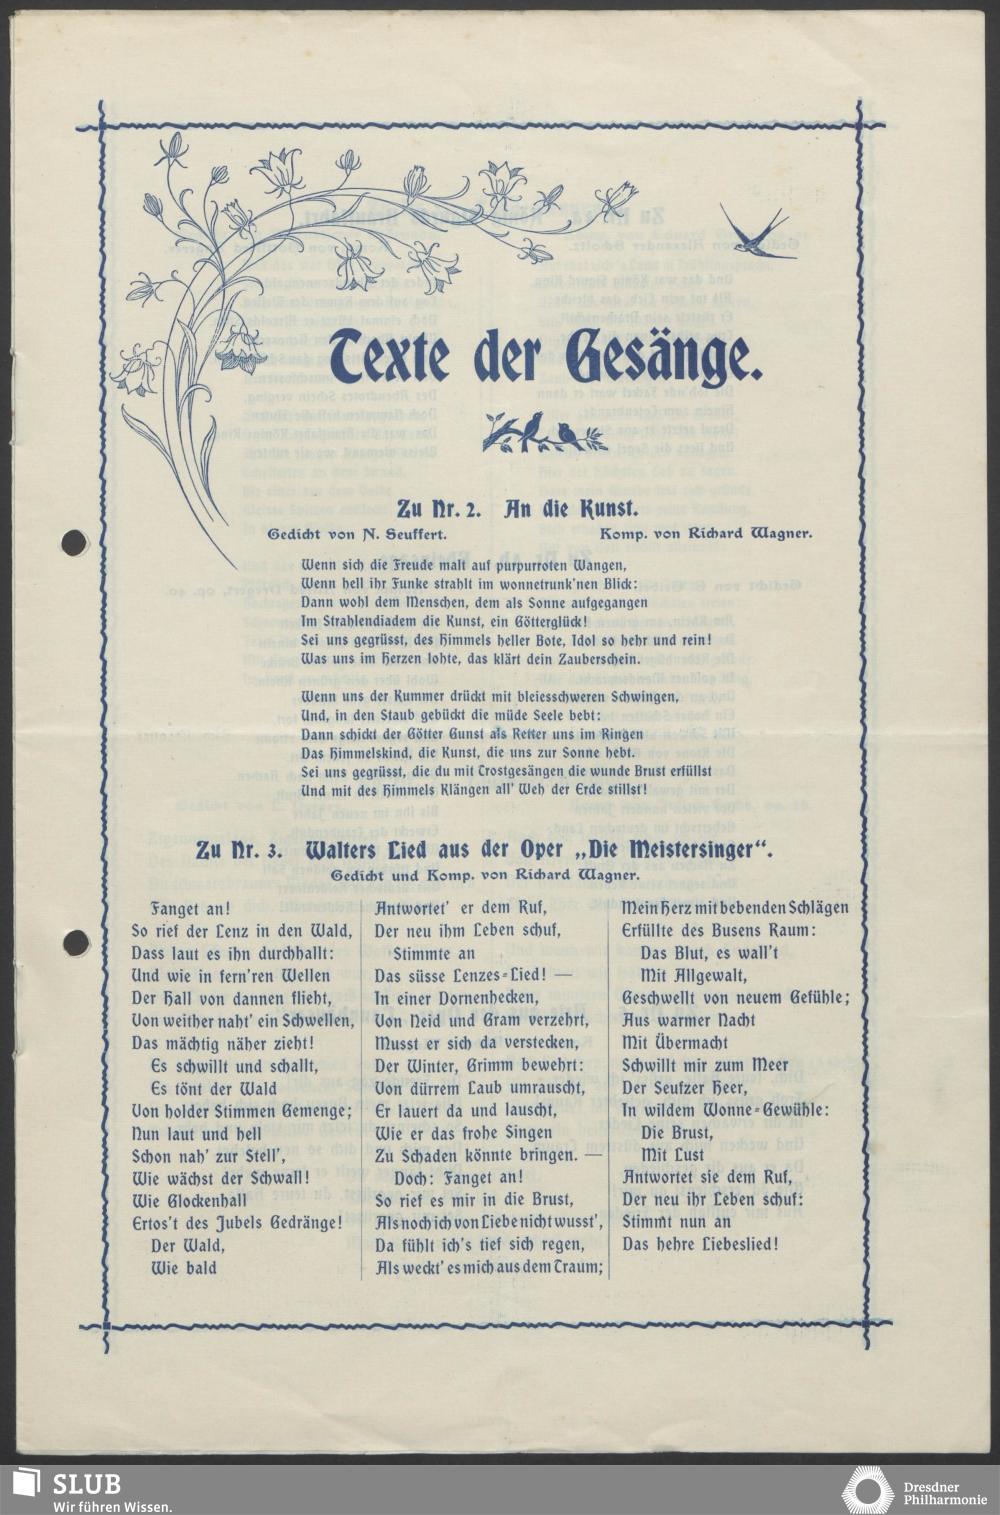 Texte der Gesänge.
Zu Nr. 2. An die Kunst.
Gedicht von N. Seuffert. Komp. von Richard Wagner.
Wenn sich die Freude malt auf purpurroten Wangen,
Wenn hell ihr Funke strahlt im wonnetrunk'nen Blick:
Dann wohl dem Menschen, dem als Sonne aufgegangen
Im Strahlendiadem die Kunst, ein Götterglück!
Sei uns gegrüsst, des Himmels heller Bote, Idol so hehr und rein!
Was uns im Herzen lohte, das klärt dein Zauberschein.
Wenn uns der Kummer drückt mit bleiesschweren Schwingen,
Und, in den Staub gebückt die müde Seele bebt:
Dann schickt der Götter Gunst als Retter uns im Ringen
Das Himmelskind, die Kunst, die uns zur Sonne hebt.
Sei uns gegrüsst, die du mit Trostgesängen die wunde Brust erfüllst
Und mit des Himmels Klängen all' Weh der Erde stillst!
Zu Nr. 3. Walters Lied aus der Oper „Die Meistersinger“.
Gedicht und Komp. von Richard Wagner.
Fanget an!
So rief der Lenz in den Wald,
Dass laut es ihn durchhallt:
Und wie in fern'ren Wellen
Der Hall von dannen flieht,
Von weither naht' ein Schwellen,
Das mächtig näher zieht!
Es schwillt und schallt,
Es tönt der Wald
Von holder Stimmen Gemenge;
Nun laut und hell
Schon nah' zur Stell',
Wie wächst der Schwall!
Wie Glockenhall
Ertos't des Jubels Gedränge!
Der Wald,
Wie bald
Antwortet' er dem Ruf,
Der neu ihm Leben schuf,
Stimmte an
Das süsse Lenzes-Lied! —
In einer Dornenhecken,
Von Neid und Gram verzehrt,
Musst er sich da verstecken,
Der Winter, Grimm bewehrt:
Von dürrem Laub umrauscht,
Er lauert da und lauscht,
Wie er das frohe Singen
Zu Schaden könnte bringen. —
Doch: Fanget an!
So rief es mir in die Brust,
Als noch ich von Liebe nicht wusst',
Da fühlt ich's tief sich regen,
Als weckt' es mich aus dem Traum;
Mein Herz mit bebenden Schlägen
Erfüllte des Busens Raum:
Das Blut, es wall't
Mit Allgewalt,
Geschwellt von neuem Gefühle;
Aus warmer Nacht
Mit Übermacht
Schwillt mir zum Meer
Der Seufzer Heer,
In wildem Wonne-Gewühle:
Die Brust,
Mit Lust
Antwortet sie dem Ruf,
Der neu ihr Leben schuf:
Stimmt nun an
Das hehre Liebeslied!
SLUB
Wir führen Wissen.
Dresdner
Philharmonie